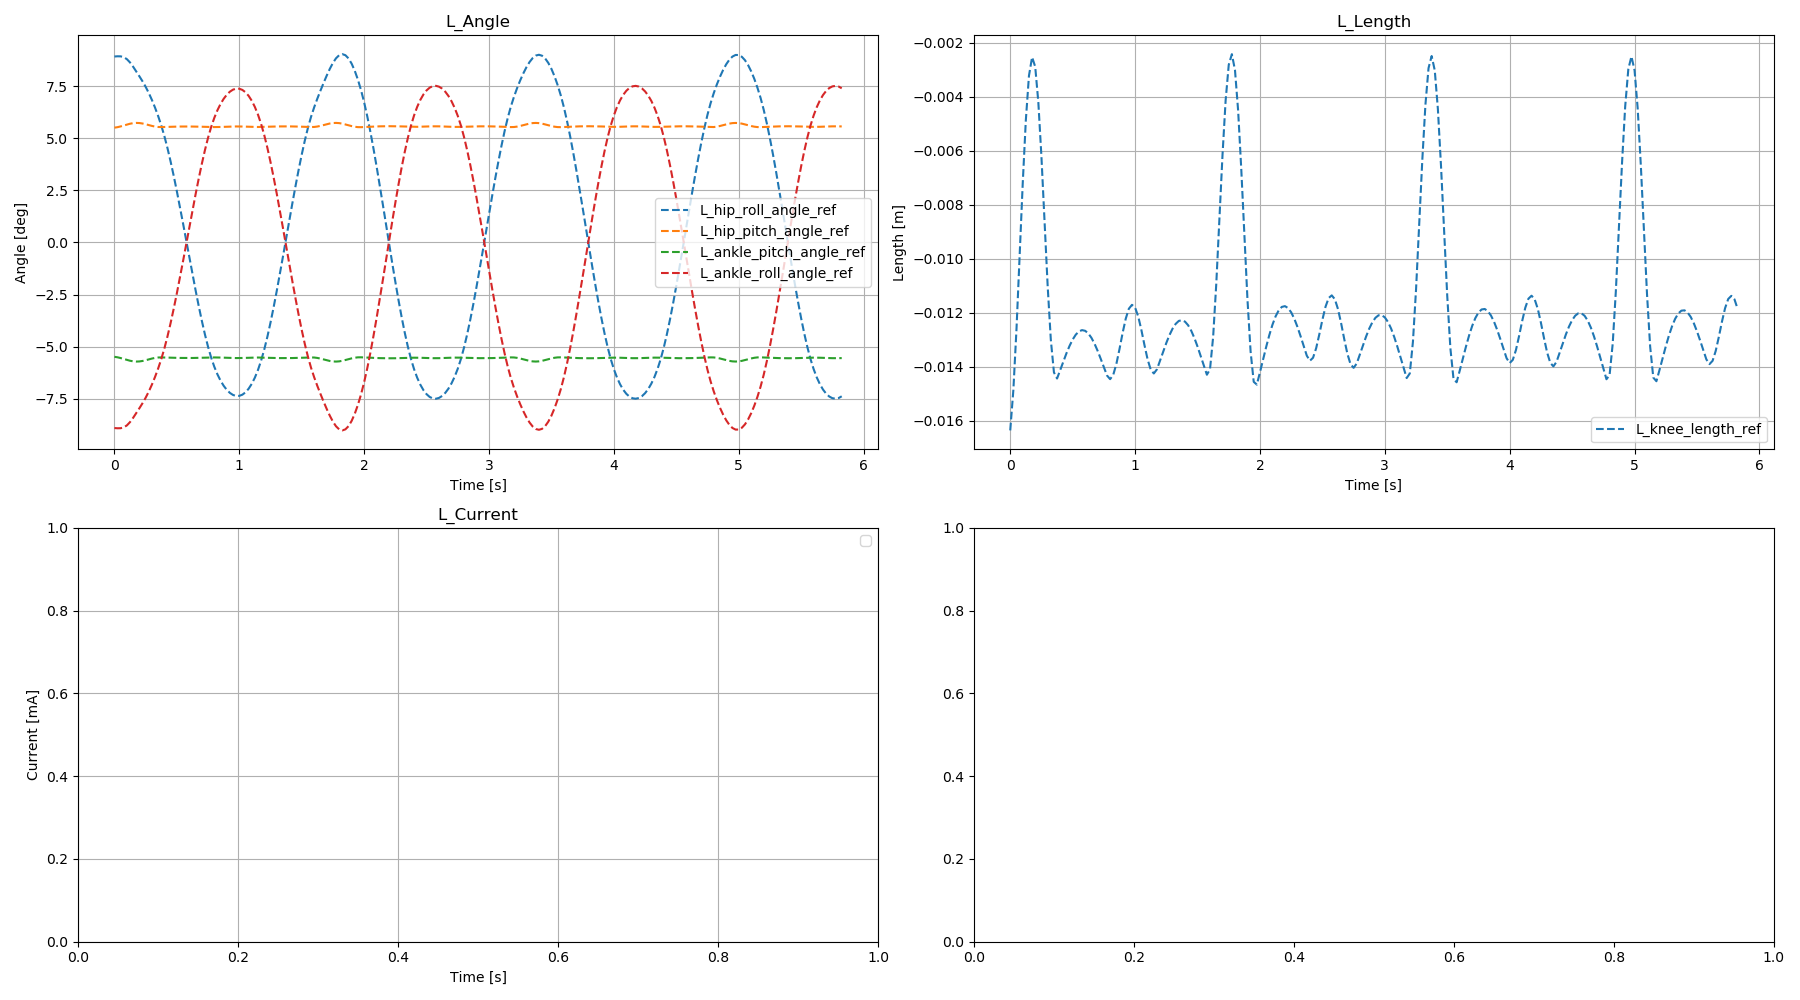 L_Angle
7.5
5.0
2.5
0.0
−2.5
−5.0
−7.5
Angle [deg]
L_hip_roll_angle_ref
L_hip_pitch_angle_ref
L_ankle_pitch_angle_ref
L_ankle_roll_angle_ref
0 1 2 3 4 5 6
Time [s]
L_Length
−0.002
−0.004
−0.006
−0.008
−0.010
−0.012
−0.014
−0.016
Length [m]
L_knee_length_ref
0 1 2 3 4 5 6
Time [s]
L_Current
1.0
0.8
0.6
0.4
0.2
0.0
Current [mA]
0.0 0.2 0.4 0.6 0.8 1.0
Time [s]
1.0
0.8
0.6
0.4
0.2
0.0
0.0 0.2 0.4 0.6 0.8 1.0